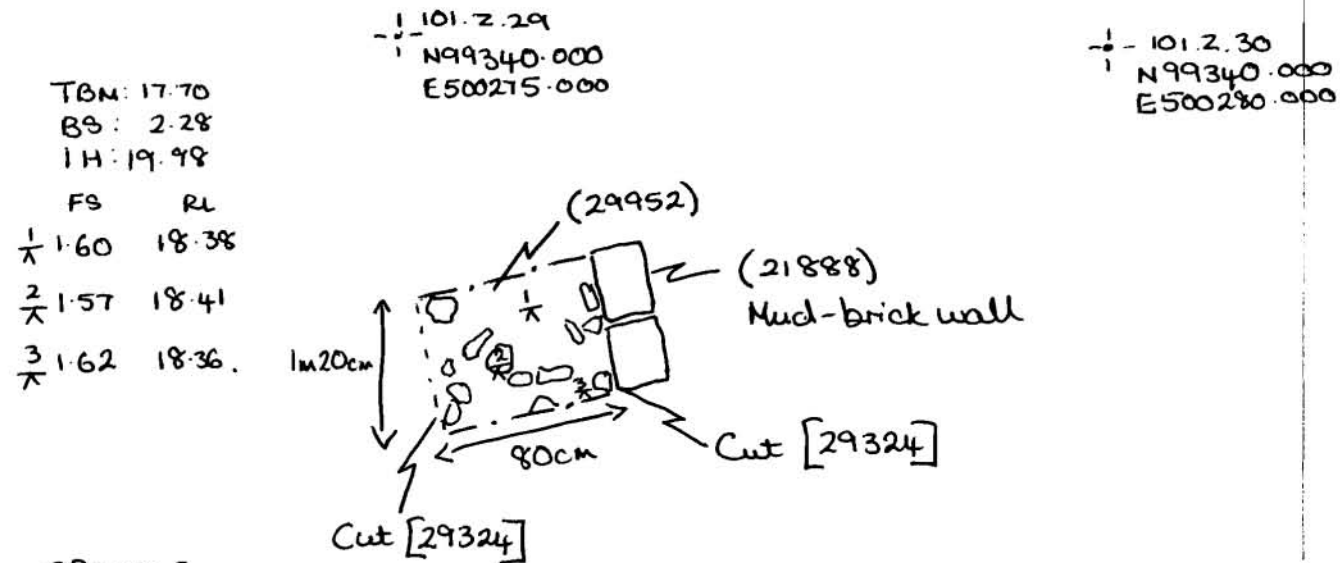 101.Z.29
N99340.000
E500275.000
101.Z.30
N99340.000
E500280.000
TBM: 17.70
BS: 2.28
IH: 19.98
FS RL
1 1.60 18.38
2 1.57 18.41
3 1.62 18.36.
(29952)
(21888)
Mud-brick wall
1
2
3
1m20cm
80cm
Cut [29324]
Cut [29324]